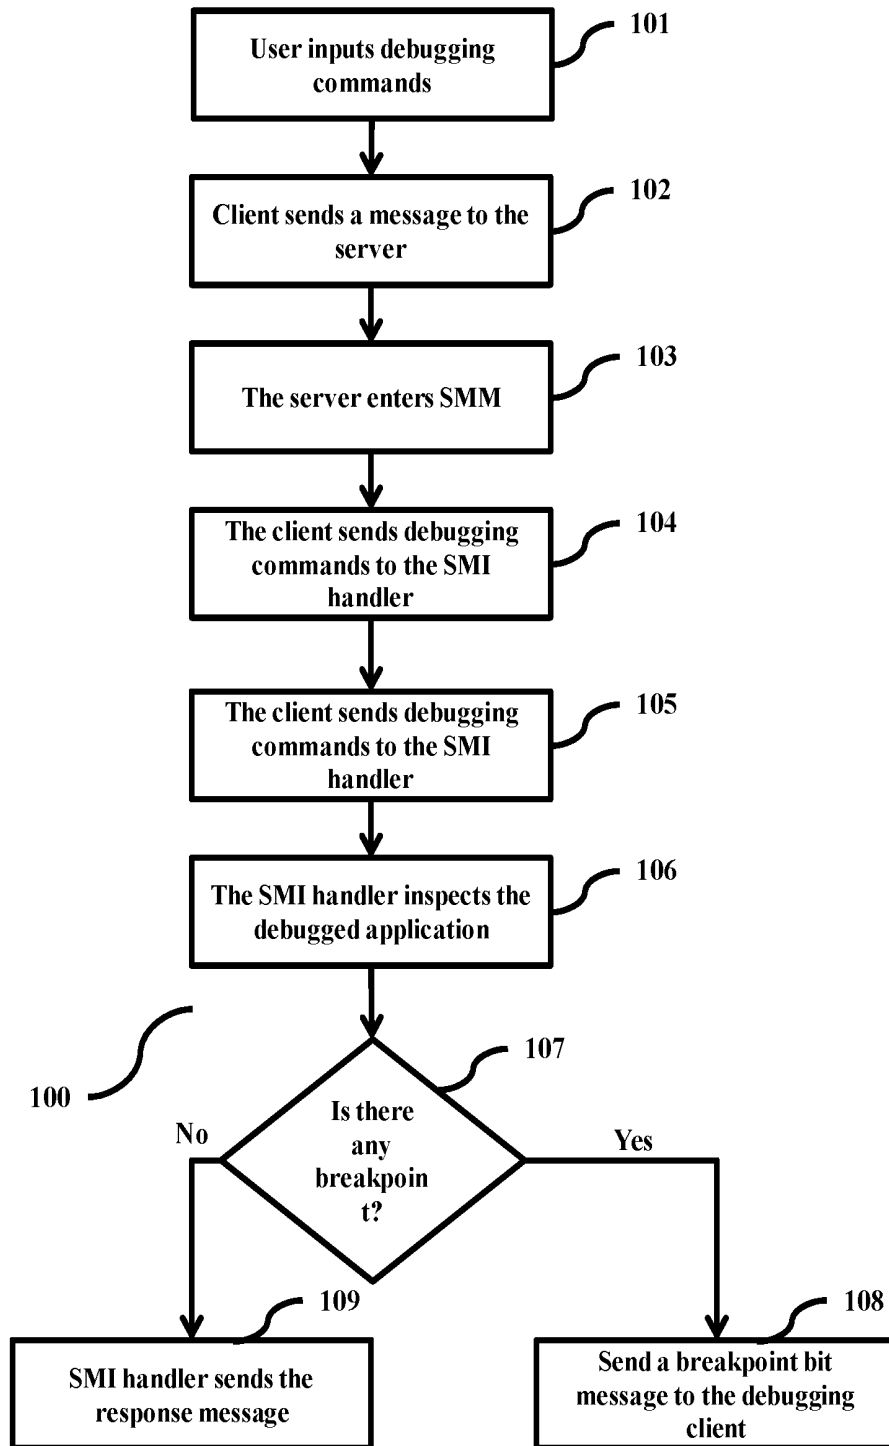 101
User inputs debugging
commands
102
Client sends a message to the
server
103
The server enters SMM
104
The client sends debugging
commands to the SMI
handler
105
The client sends debugging
commands to the SMI
handler
106
The SMI handler inspects the
debugged application
107
100
Is there
any
breakpoin
t?
No
Yes
109
SMI handler sends the
response message
108
Send a breakpoint bit
message to the debugging
client